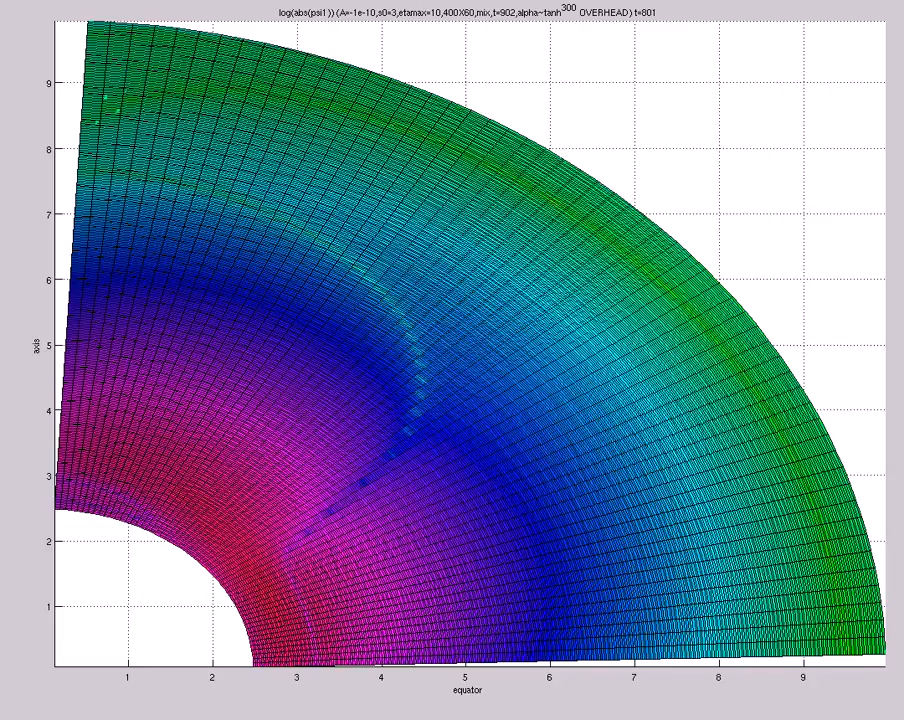 log(abs(psi1)) (A=-1e-10,s0=3,etamax=10,400X60,mix,t=902,alpha~tanh300 OVERHEAD) t=801
9
8
7
6
5
4
3
2
1
axis
1 2 3 4 5 6 7 8 9
equator